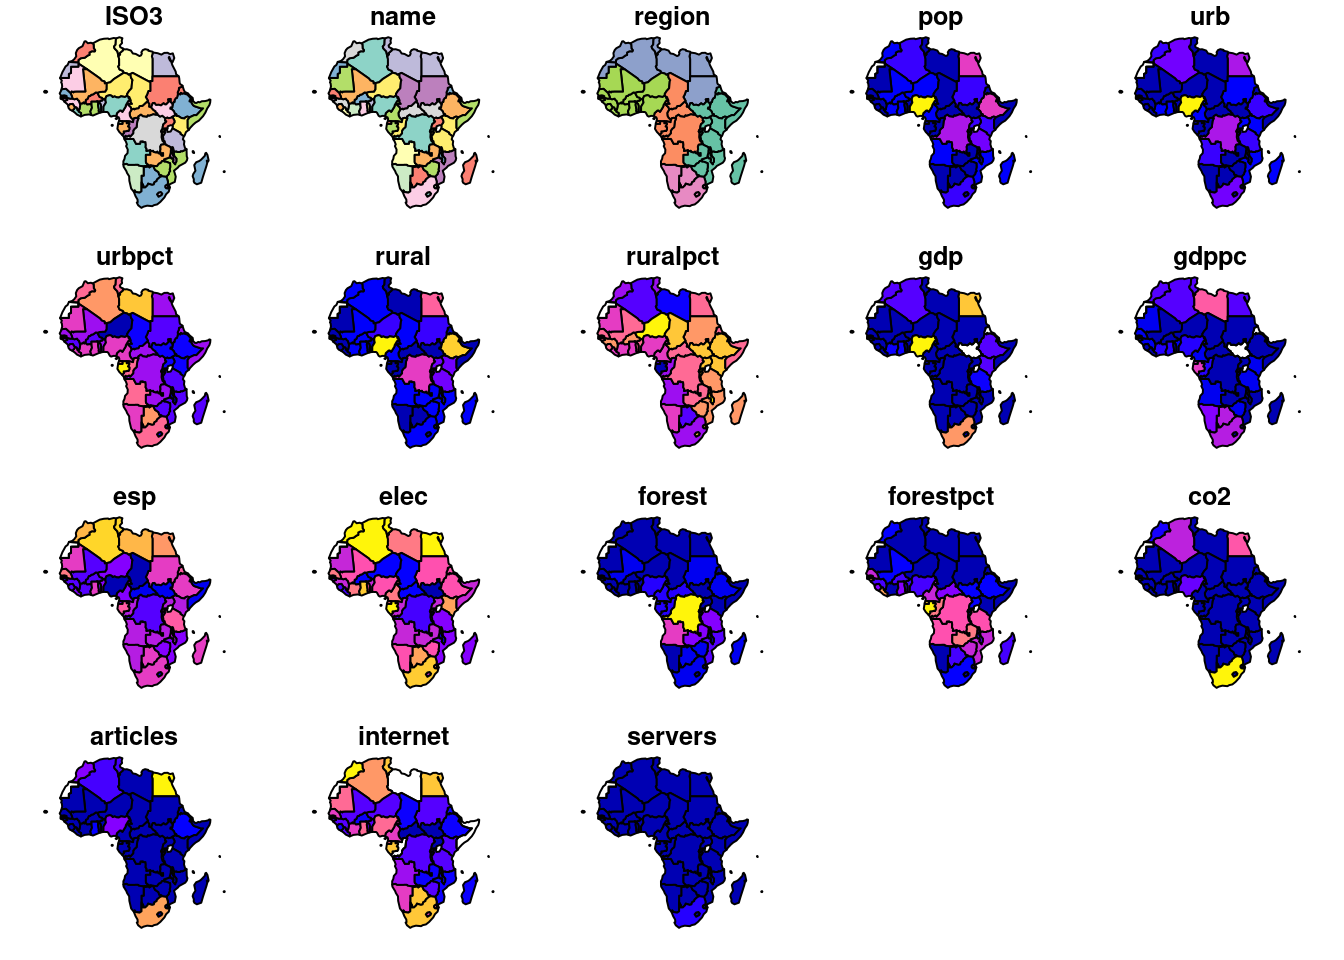 ISO3 name region pop urb
urbpct rural ruralpct gdp gdppc
esp elec forest forestpct co2
articles internet servers